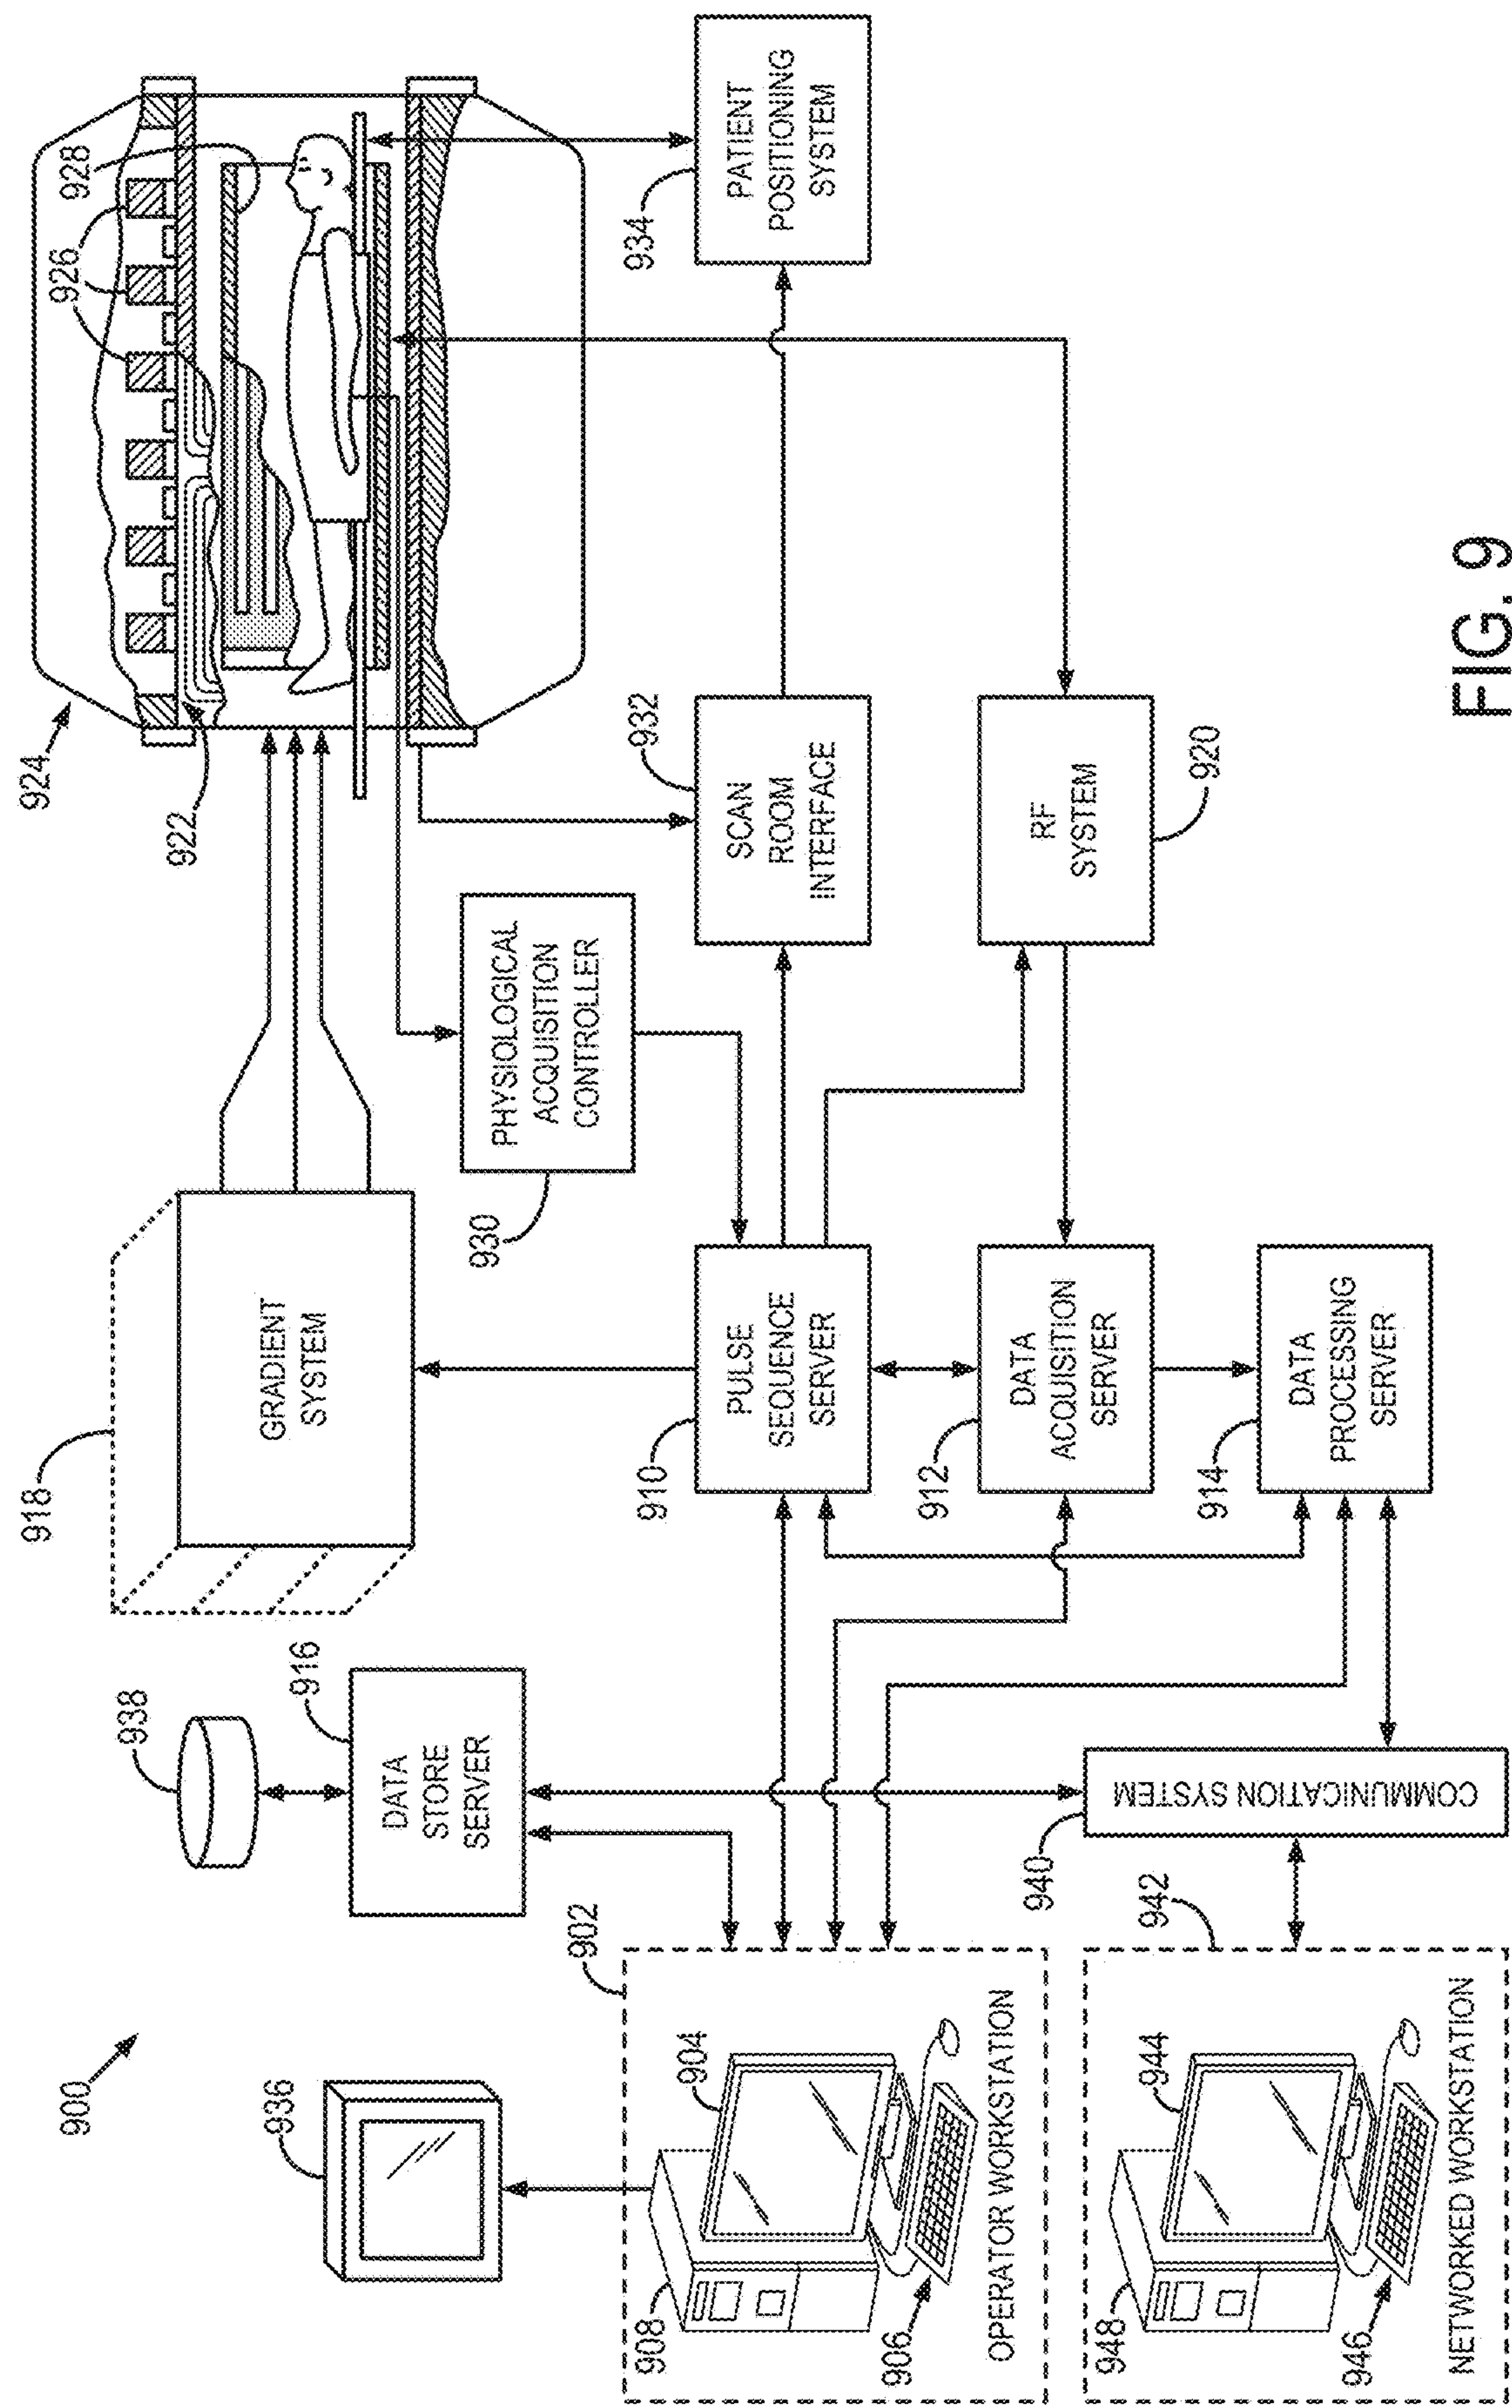 900
936
938
918
924
926
928
922
916
DATA
STORE
SERVER
GRADIENT
SYSTEM
PHYSIOLOGICAL
ACQUISITION
CONTROLLER
930
902
904
908
906
OPERATOR WORKSTATION
910
PULSE
SEQUENCE
SERVER
932
SCAN
ROOM
INTERFACE
934
PATIENT
POSITIONING
SYSTEM
912
DATA
ACQUISITION
SERVER
RF
SYSTEM
920
914
DATA
PROCESSING
SERVER
940
COMMUNICATION SYSTEM
942
944
948
946
NETWORKED WORKSTATION
FIG. 9